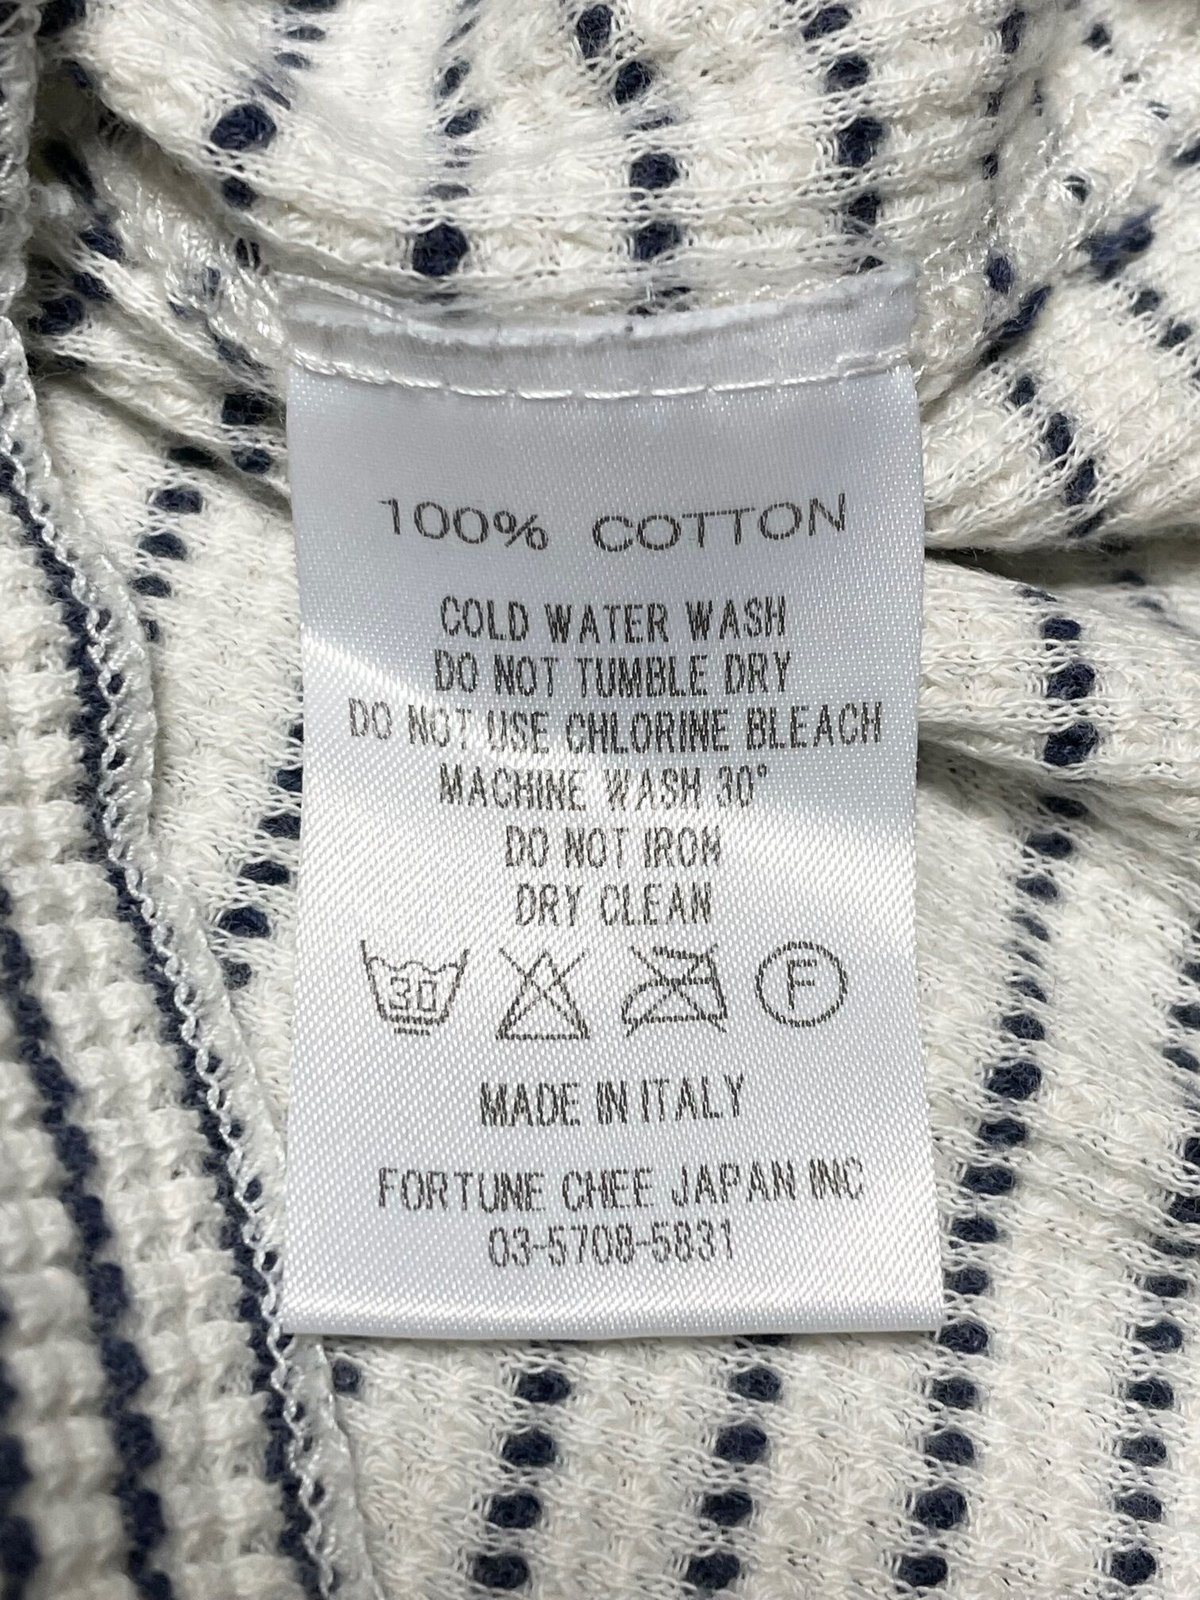 100% COTTON
COLD WATER WASH
DO NOT TUMBLE DRY
DO NOT USE CHLORINE BLEACH
MACHINE WASH 30°
DO NOT IRON
DRY CLEAN
30 F
MADE IN ITALY
FORTUNE CHEE JAPAN INC
03-5708-5831